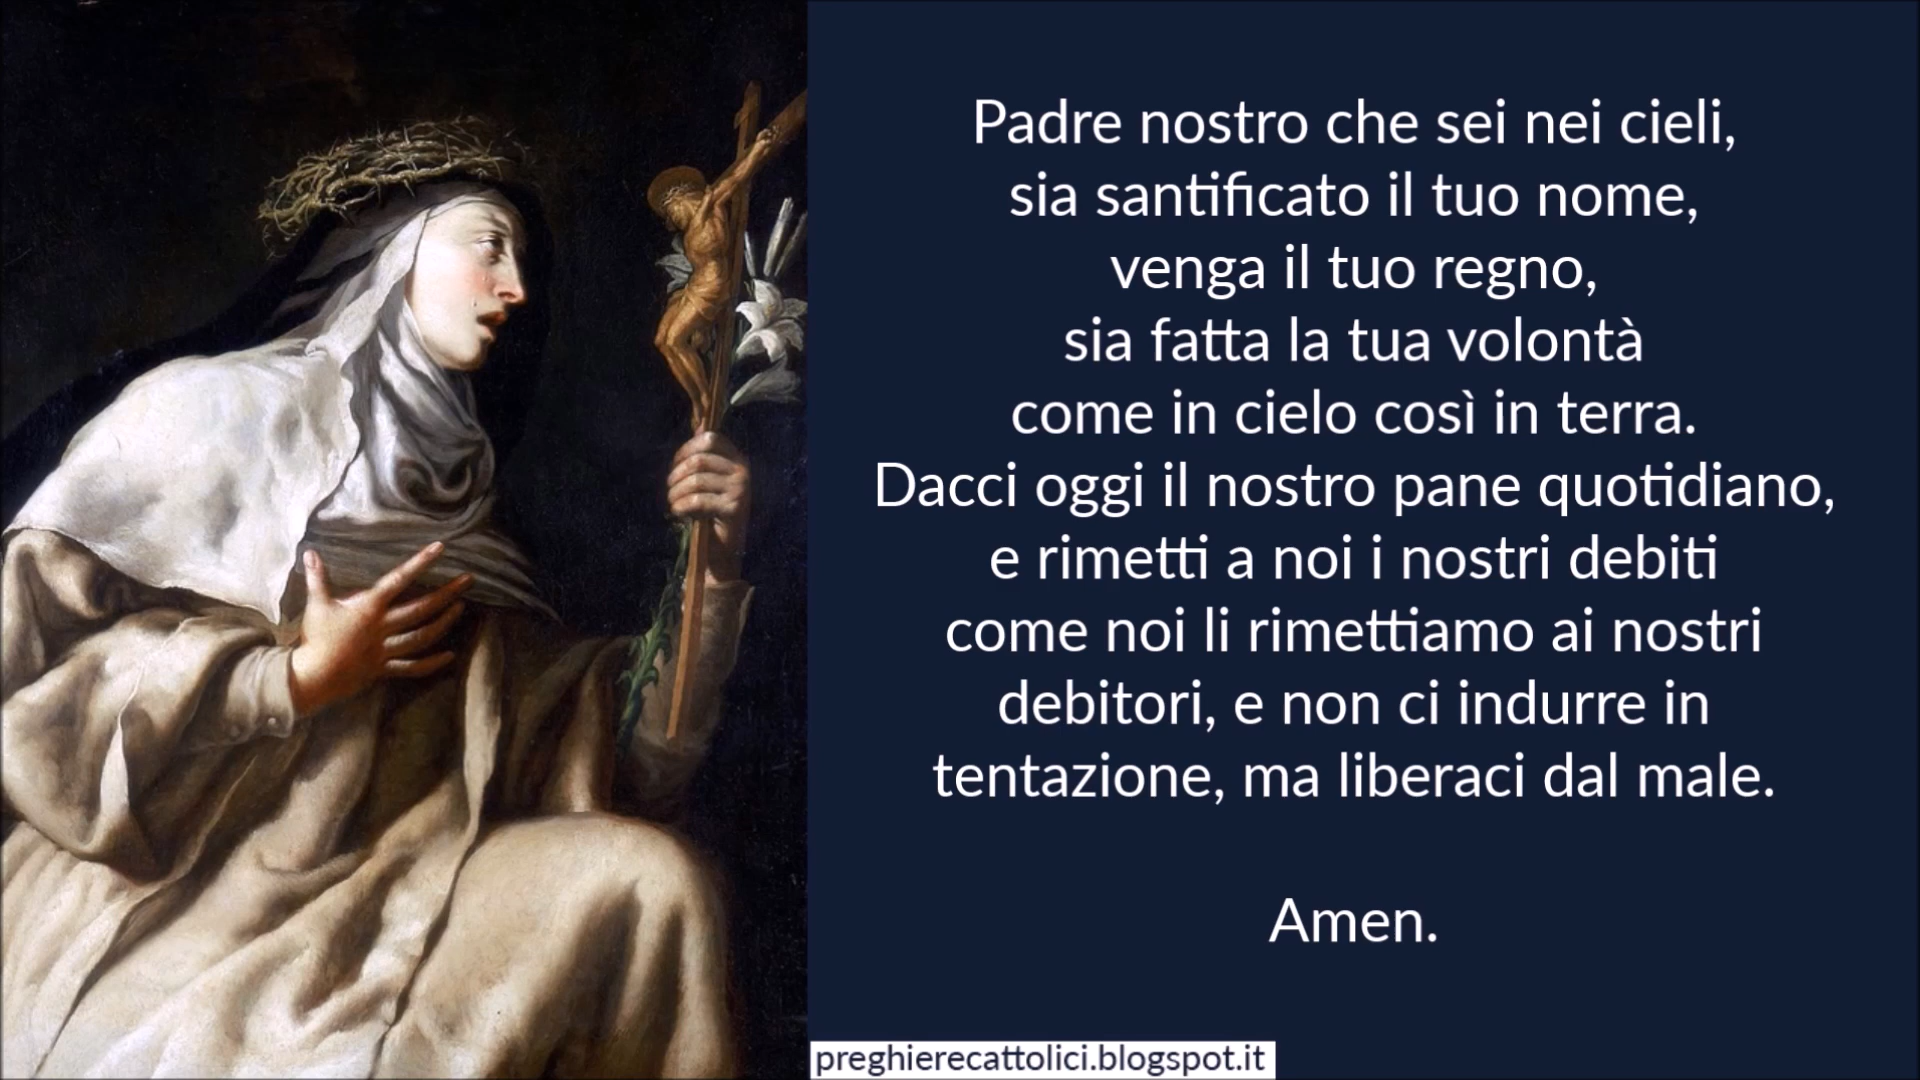 Padre nostro che sei nei cieli,
sia santificato il tuo nome,
venga il tuo regno,
sia fatta la tua volontà
come in cielo così in terra.
Dacci oggi il nostro pane quotidiano,
e rimetti a noi i nostri debiti
come noi li rimettiamo ai nostri
debitori, e non ci indurre in
tentazione, ma liberaci dal male.
Amen.
preghierecattolici.blogspot.it